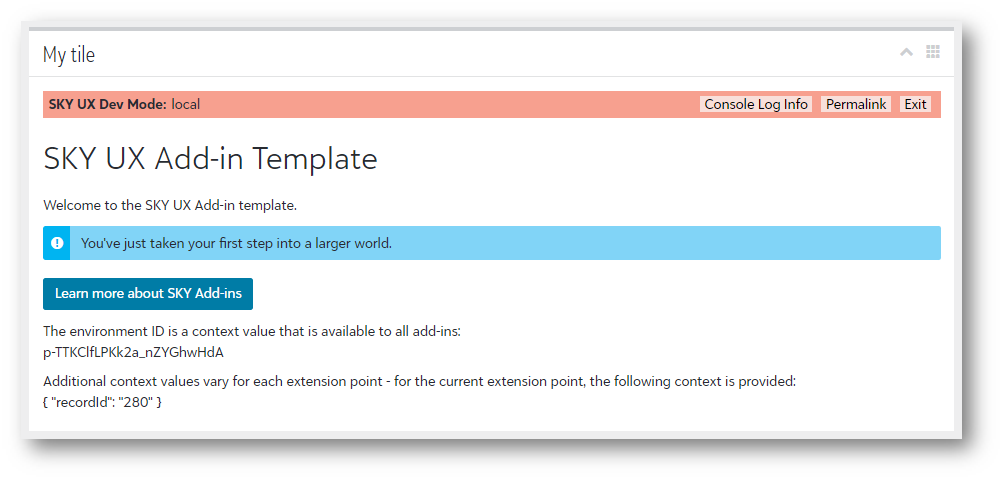 My tile
SKY UX Dev Mode: local Console Log Info Permalink Exit
SKY UX Add-in Template
Welcome to the SKY UX Add-in template.
You've just taken your first step into a larger world.
Learn more about SKY Add-ins
The environment ID is a context value that is available to all add-ins:
p-TTKClfLPKk2a_nZYGhwHdA
Additional context values vary for each extension point - for the current extension point, the following context is provided:
{ "recordId": "280" }